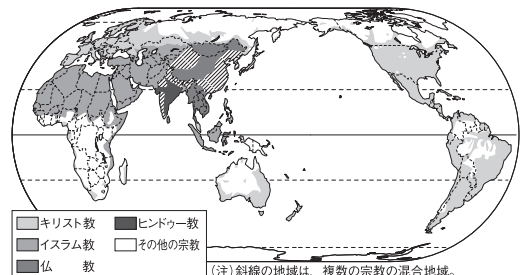 キリスト教
イスラム教
仏 教
ヒンドゥー教
その他の宗教
(注)斜線の地域は、複数の宗教の混合地域。